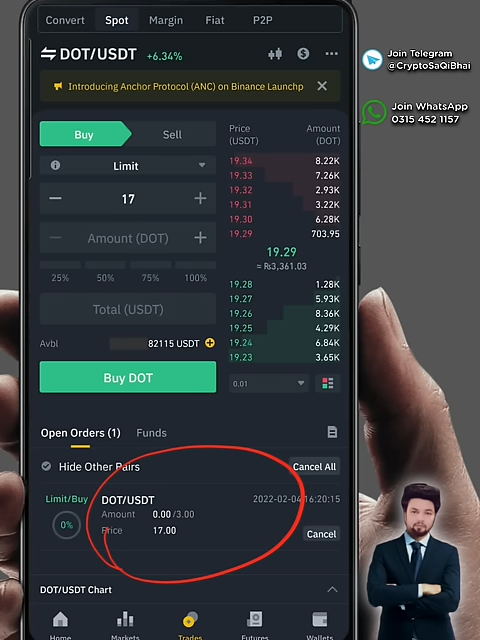 Convert Spot Margin Fiat P2P
DOT/USDT +6.34%
Introducing Anchor Protocol (ANC) on Binance Launchp
Join Telegram
@CryptoSaQiBhai
Join WhatsApp
0315 452 1157
Buy Sell
Limit
17
Amount (DOT)
25% 50% 75% 100%
Total (USDT)
Avbl 82115 USDT
Buy DOT
Price (USDT) Amount (DOT)
19.34 8.22K
19.33 7.26K
19.32 2.93K
19.31 3.22K
19.30 6.28K
19.29 703.95
19.29
≈ ₨3,361.03
19.28 1.28K
19.27 5.93K
19.26 8.36K
19.25 4.29K
19.24 6.84K
19.23 3.65K
0.01
Open Orders (1) Funds
Hide Other Pairs Cancel All
Limit/Buy DOT/USDT 2022-02-04 16:20:15
0% Amount 0.00 /3.00
Price 17.00 Cancel
DOT/USDT Chart
Home Markets Trades Futures Wallets